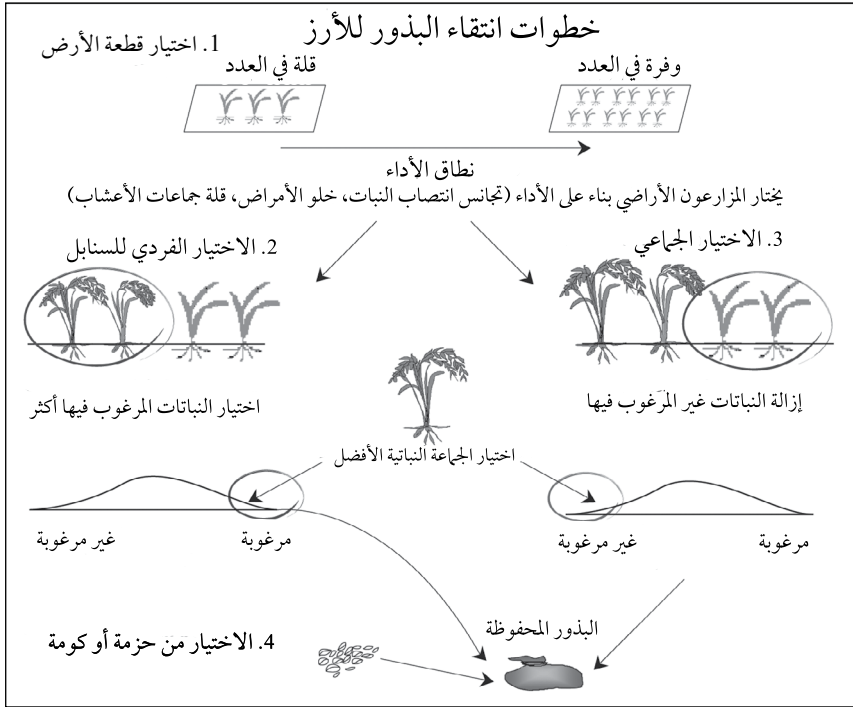 خطوات انتقاء البذور للأرز
1. اختيار قطعة الأرض
وفرة في العدد
قلة في العدد
نطاق الأداء
يختار المزارعون الأراضي بناء على الأداء (تجانس انتصاب النبات، خلو الأمراض، قلة جماعات الأعشاب)
3. الاختيار الجماعي
2. الاختيار الفردي للسنابل
إزالة النباتات غير المرغوب فيها
اختيار النباتات المرغوب فيها أكثر
اختيار الجماعة النباتية الأفضل
مرغوبة
غير مرغوبة
مرغوبة
غير مرغوبة
البذور المحفوظة
4. الاختيار من حزمة أو كومة